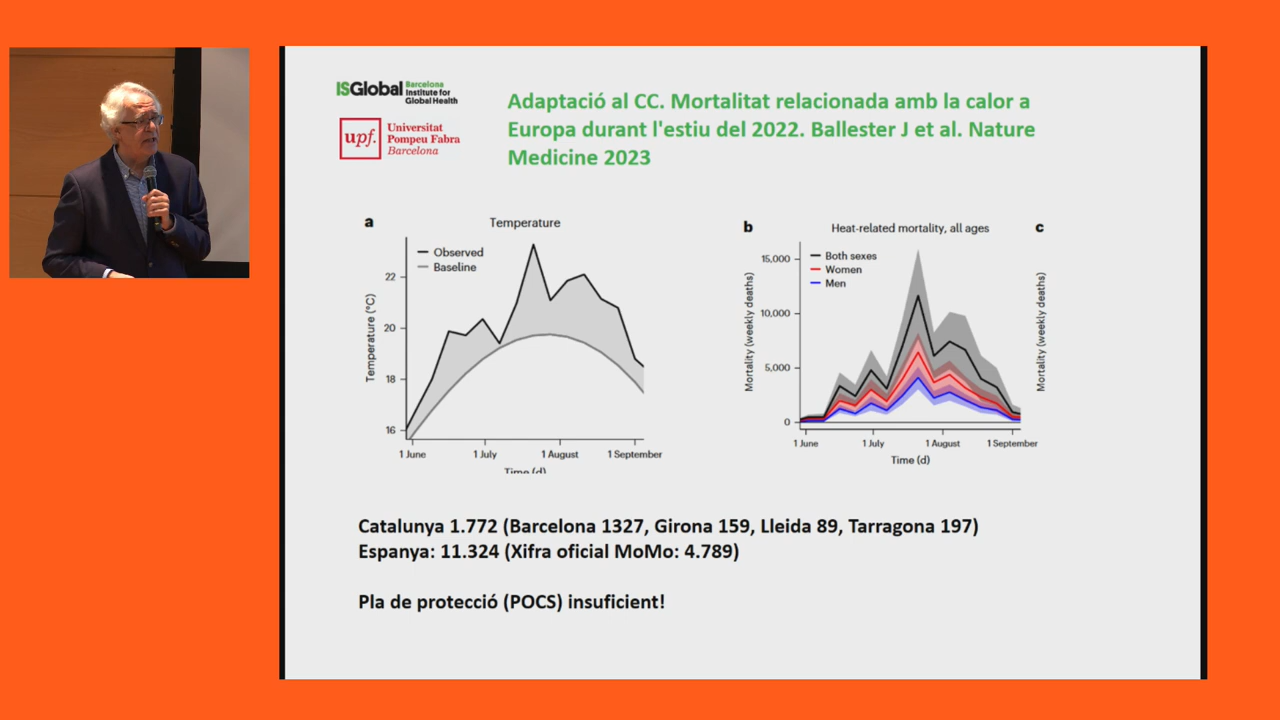 ISGlobal Barcelona
Institute for
Global Health
upf. Universitat
Pompeu Fabra
Barcelona
Adaptació al CC. Mortalitat relacionada amb la calor a
Europa durant l'estiu del 2022. Ballester J et al. Nature
Medicine 2023
a
Temperature
Observed
Baseline
Temperature (°C)
22
20
18
16
1 June
1 July
1 August
1 September
Time (d)
b
Heat-related mortality, all ages
Both sexes
Women
Men
Mortality (weekly deaths)
15,000
10,000
5,000
0
1 June
1 July
1 August
1 September
Time (d)
c
Mortality (weekly deaths)
Catalunya 1.772 (Barcelona 1327, Girona 159, Lleida 89, Tarragona 197)
Espanya: 11.324 (Xifra oficial MoMo: 4.789)
Pla de protecció (POCS) insuficient!